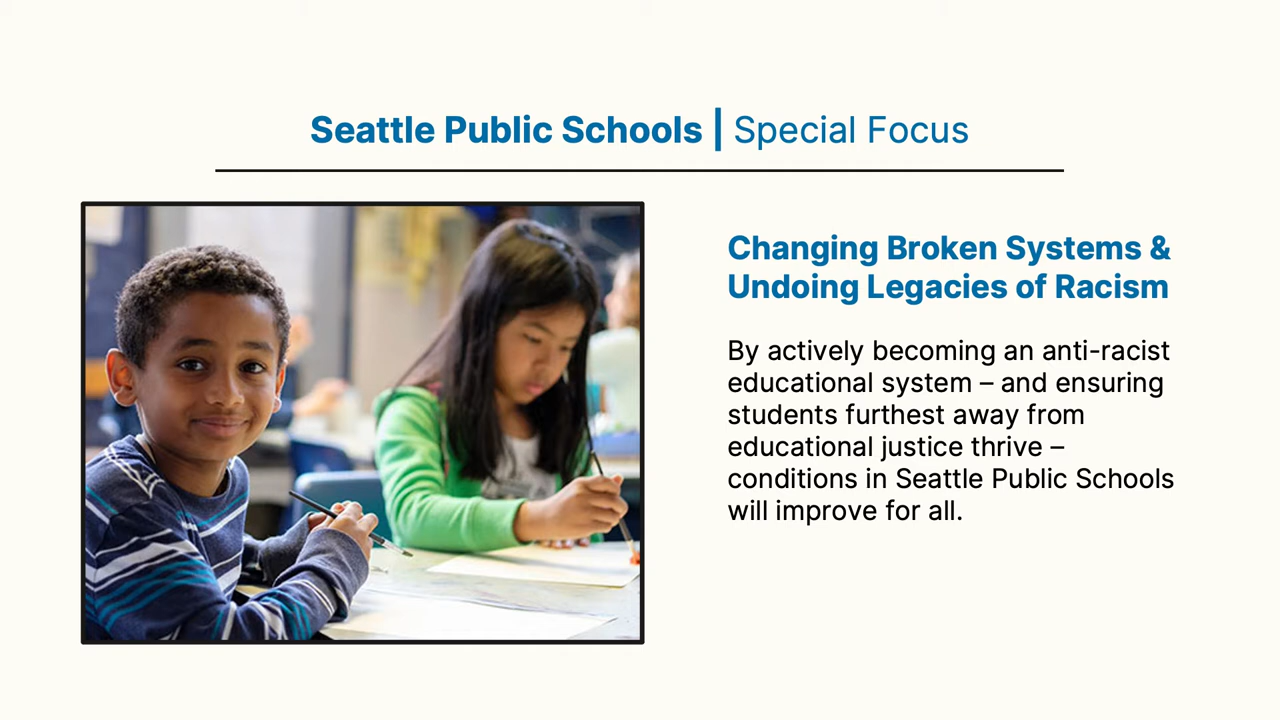 Seattle Public Schools | Special Focus
Changing Broken Systems &
Undoing Legacies of Racism
By actively becoming an anti-racist
educational system – and ensuring
students furthest away from
educational justice thrive –
conditions in Seattle Public Schools
will improve for all.